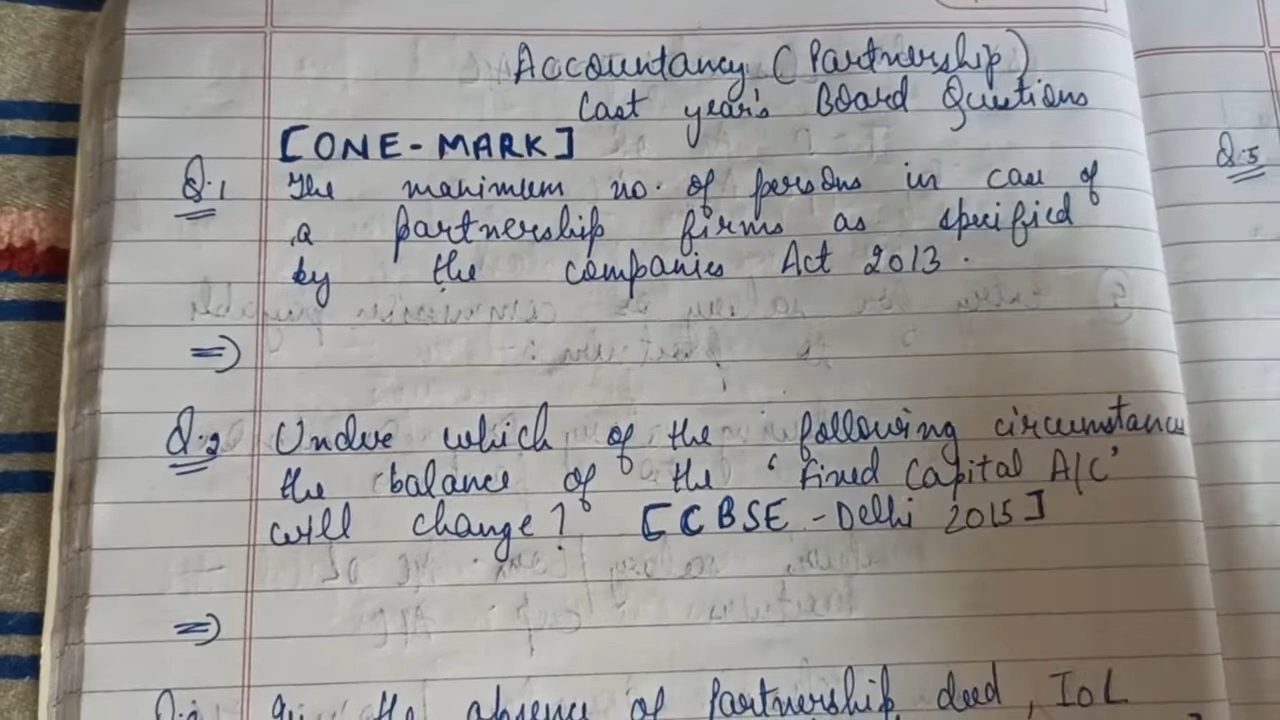 Accountancy (Partnership)
Last year's Board Questions
[ONE-MARK]
Q.1 The maximum no. of persons in case of
a partnership firms as specified
by the companies Act 2013.
=)
Q.2 Under which of the following circumstances
the balance of the 'fixed Capital A/C'
will change? [CBSE - Delhi 2015]
=)
In the absence of Partnership deed, IOL
Q.5